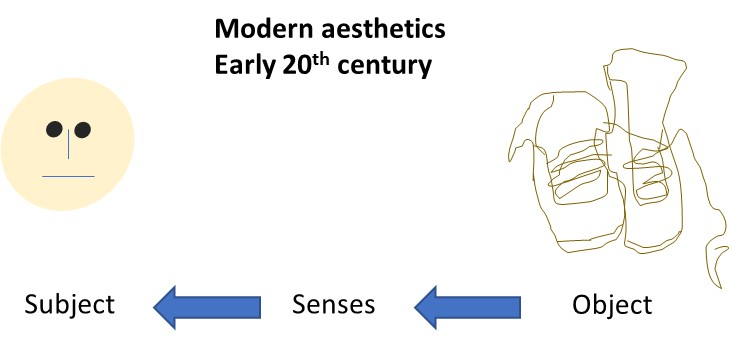 Modern aesthetics
Early 20th century
Subject Senses Object